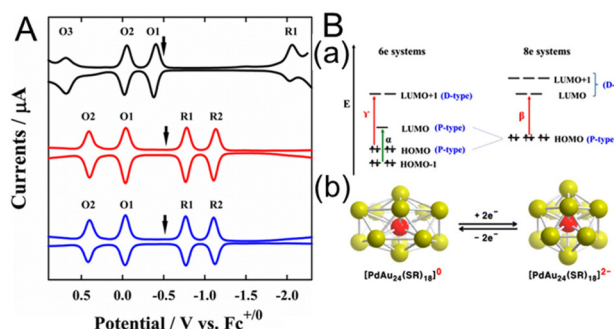 A
O3
O2
O1
R1
O2
O1
R1
R2
O2
O1
R1
R2
Currents / μA
0.5
0.0
-0.5
-1.0
-1.5
-2.0
Potential / V vs. Fc+/0
B
(a)
6e systems
8e systems
E
LUMO+1 (D-type)
γ
LUMO (P-type)
α
HOMO (P-type)
HOMO-1
LUMO+1
(D-
LUMO
β
HOMO (P-type
(b)
+ 2e−
− 2e−
[PdAu24(SR)18]0
[PdAu24(SR)18]2−